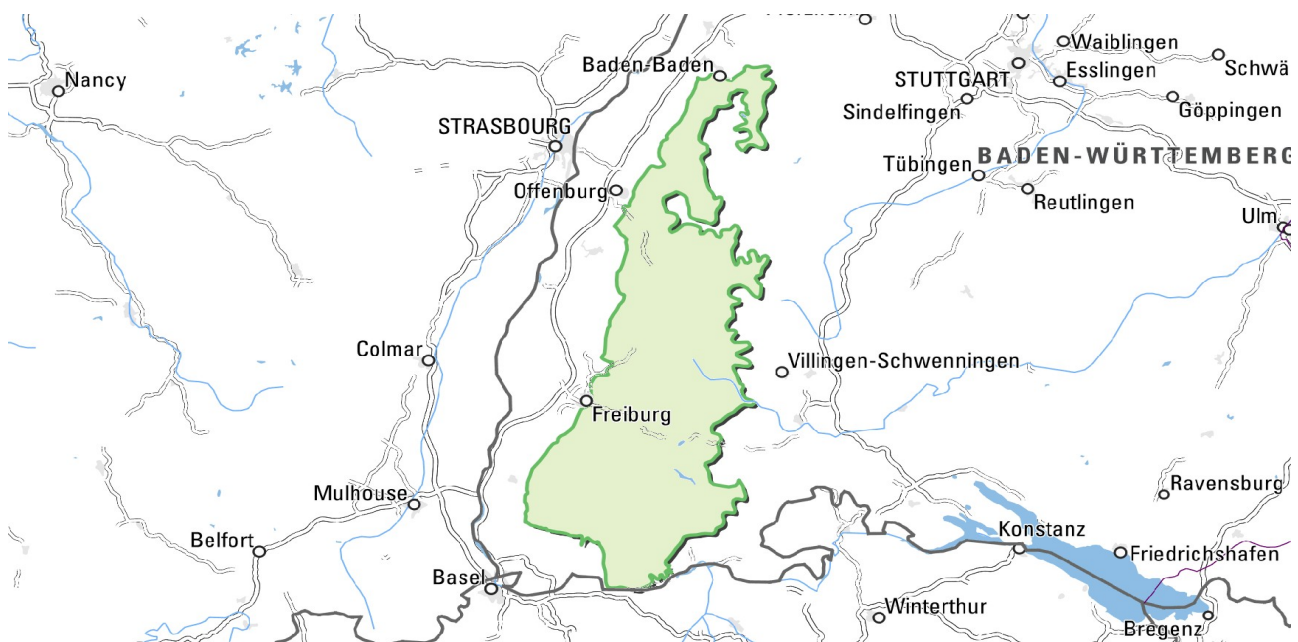 Waiblingen
Baden-Baden
Nancy
STUTTGART
Esslingen
Schwä
Sindelfingen
Göppingen
STRASBOURG
Tübingen
BADEN-WÜRTTEMBERG
Offenburg
Reutlingen
Ulm
Colmar
Villingen-Schwenningen
Freiburg
Mulhouse
Ravensburg
Belfort
Konstanz
Friedrichshafen
Basel
Winterthur
Bregenz